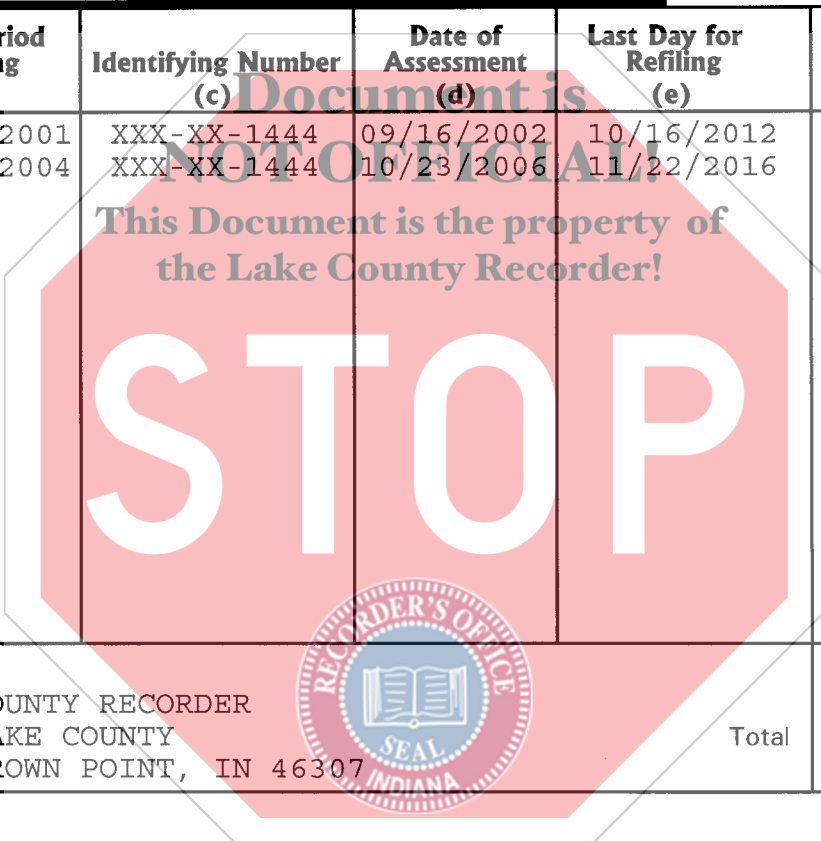 riod Identifying Number Date of Last Day for
g Assessment Refiling
(c) (d) (e)
2001 XXX-XX-1444 09/16/2002 10/16/2012
2004 XXX-XX-1444 10/23/2006 11/22/2016
Document is
NOT OFFICIAL!
This Document is the property of
the Lake County Recorder!
STOP
RECORDER'S OFFICE
SEAL
INDIANA
OUNTY RECORDER
AKE COUNTY Total
ROWN POINT, IN 46307